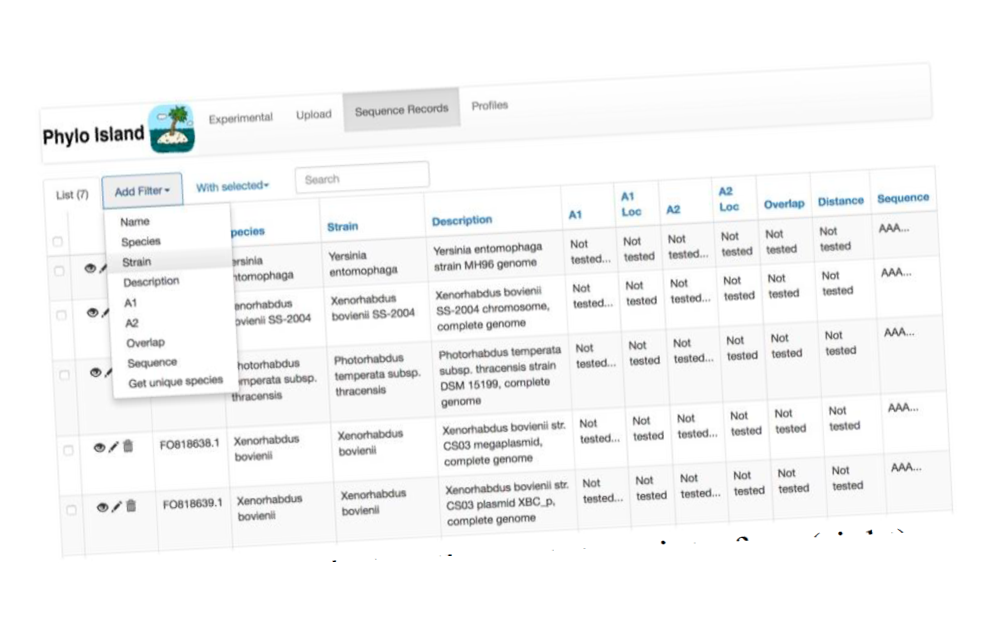 Phylo Island
Experimental Upload Sequence Records Profiles
List (7) Add Filter With selected Search
Name
Species
Strain
Description
A1
A2
Overlap
Sequence
Get unique species
Strain Description A1 A1 Loc A2 A2 Loc Overlap Distance Sequence
Yersinia entomophaga Yersinia entomophaga strain MH96 genome Not tested... Not tested Not tested... Not tested Not tested Not tested AAA...
SS-2004 Xenorhabdus bovienii SS-2004 Xenorhabdus bovienii SS-2004 chromosome, complete genome Not tested... Not tested Not tested... Not tested Not tested Not tested AAA...
subsp. thracensis Photorhabdus temperata subsp. thracensis Photorhabdus temperata subsp. thracensis strain DSM 15199, complete genome Not tested... Not tested Not tested... Not tested Not tested Not tested AAA...
FO818638.1 Xenorhabdus bovienii Xenorhabdus bovienii Xenorhabdus bovienii str. CS03 megaplasmid, complete genome Not tested... Not tested Not tested... Not tested Not tested Not tested AAA...
FO818639.1 Xenorhabdus bovienii Xenorhabdus bovienii Xenorhabdus bovienii str. CS03 plasmid XBC_p, complete genome Not tested... Not tested Not tested... Not tested Not tested Not tested AAA...